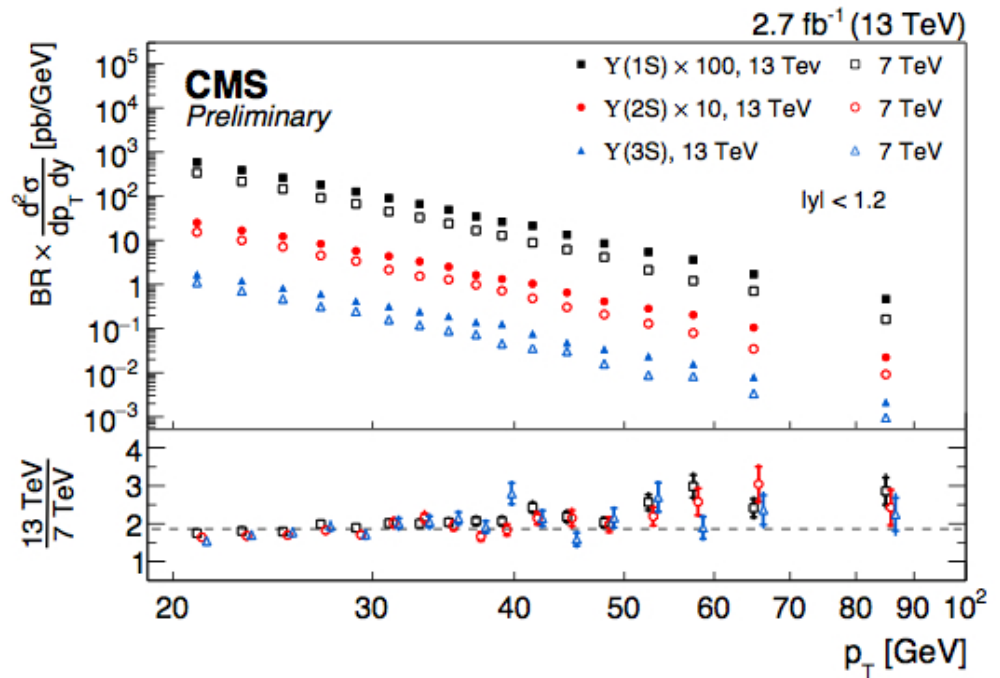 2.7 fb⁻¹ (13 TeV)
CMS
Preliminary
ϒ(1S) × 100, 13 Tev
7 TeV
ϒ(2S) × 10, 13 TeV
7 TeV
ϒ(3S), 13 TeV
7 TeV
|y| < 1.2
BR × d²σ/dp_T dy [pb/GeV]
10⁵
10⁴
10³
10²
10
1
10⁻¹
10⁻²
10⁻³
13 TeV
7 TeV
4
3
2
1
20 30 40 50 60 70 80 90 10²
p_T [GeV]